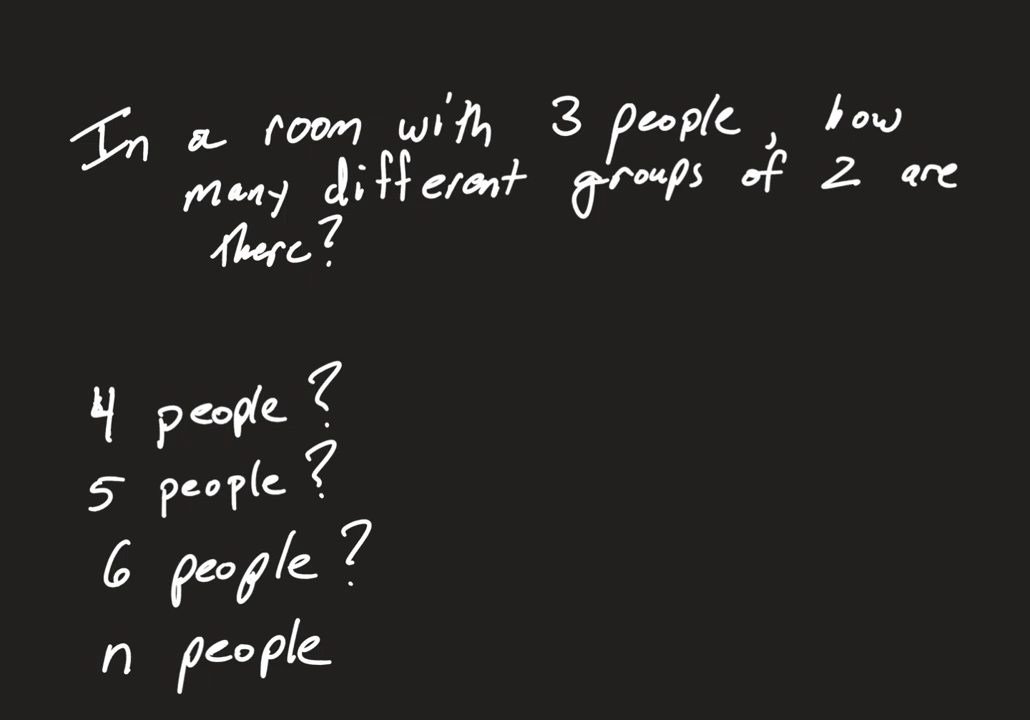 In a room with 3 people, how
many different groups of 2 are
there?
4 people?
5 people?
6 people?
n people